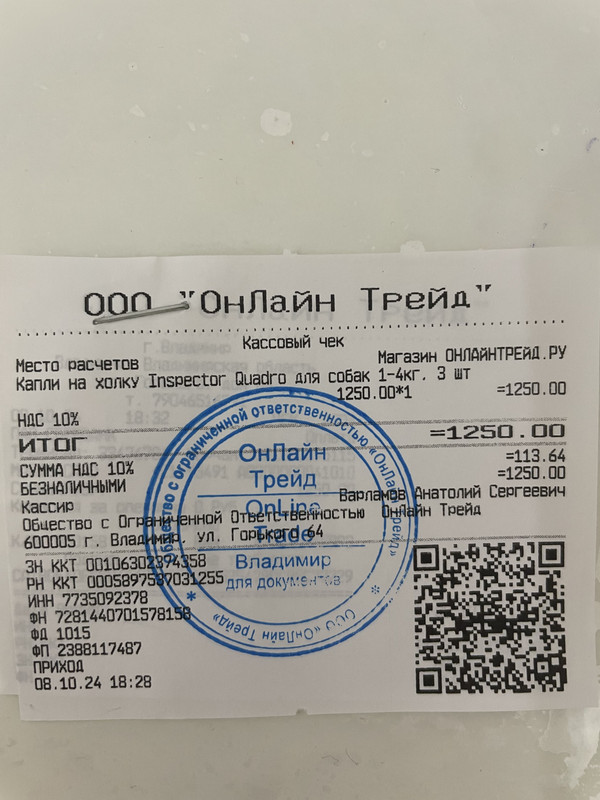 ООО "ОнЛайн Трейд"
Кассовый чек
Место расчетов Магазин ОНЛАЙНТРЕЙД.РУ
Капли на холку Inspector Quadro для собак 1-4кг, 3 шт
1250.00*1 =1250.00
НДС 10%
ИТОГ =1250.00
СУММА НДС 10% =113.64
БЕЗНАЛИЧНЫМИ =1250.00
Кассир Варламов Анатолий Сергеевич
Общество с Ограниченной Ответственностью ОнЛайн Трейд
600005 г. Владимир, ул. Горького 64
ЗН ККТ 00106302394358
РН ККТ 0005897587031255
ИНН 7735092378
ФН 7281440701578158
ФД 1015
ФП 2388117487
ПРИХОД
08.10.24 18:28
Общество с ограниченной ответственностью «ОнЛайн Трейд»
ОнЛайн
Трейд
OnLine
Trade
Владимир
для документов
* ООО «ОнЛайн Трейд» *